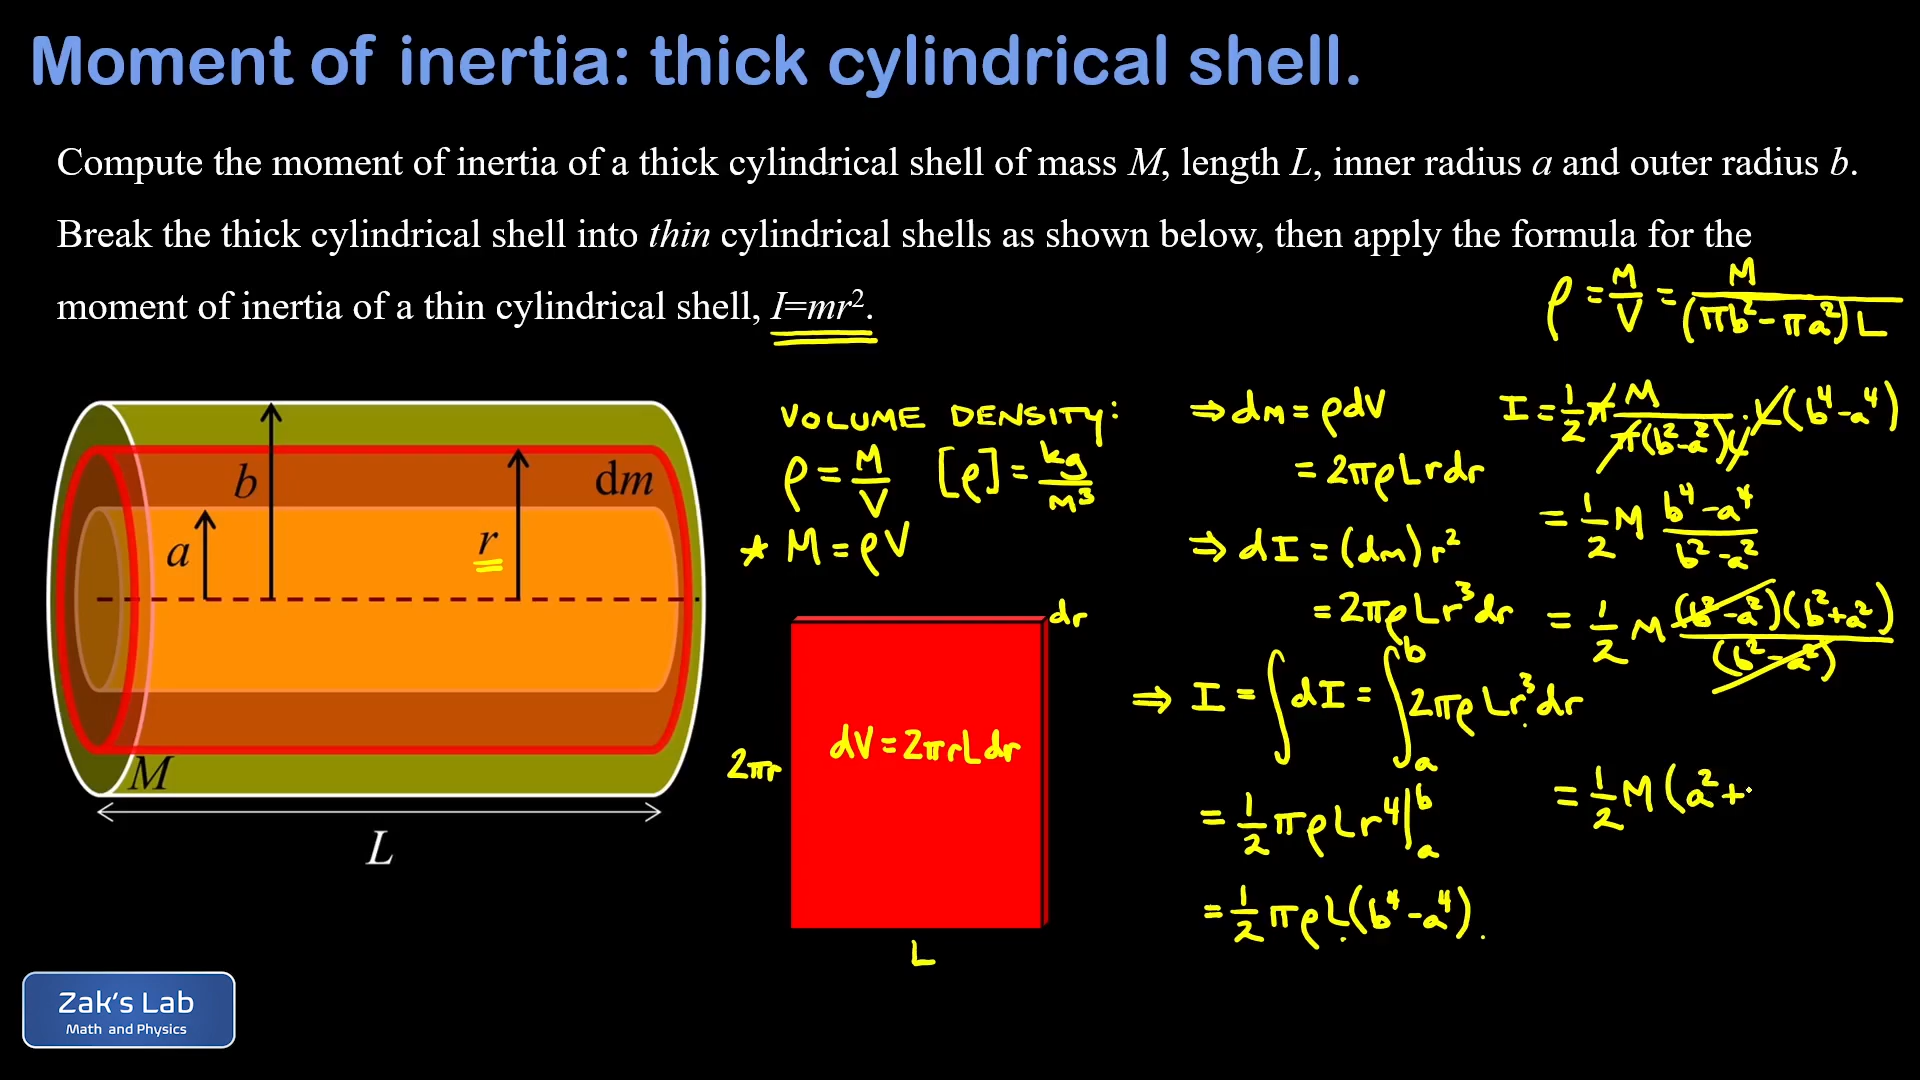 Moment of inertia: thick cylindrical shell.
Compute the moment of inertia of a thick cylindrical shell of mass M, length L, inner radius a and outer radius b.
Break the thick cylindrical shell into thin cylindrical shells as shown below, then apply the formula for the
moment of inertia of a thin cylindrical shell, I=mr².
ρ = M/V = M/((πb²-πa²)L)
b
dm
a
r
M
L
VOLUME DENSITY:
ρ = M/V [ρ] = kg/m³
* M = ρV
dr
dV = 2πrLdr
2πr
L
⇒ dm = ρdV
= 2πρLrdr
⇒ dI = (dm)r²
= 2πρLr³dr
⇒ I = ∫dI = ∫_a^b 2πρLr³dr
= 1/2 πρLr⁴|_a^b
= 1/2 πρL(b⁴-a⁴)
I = 1/2 π M/(π(b²-a²)L) · L(b⁴-a⁴)
= 1/2 M (b⁴-a⁴)/(b²-a²)
= 1/2 M (b²-a²)(b²+a²)/(b²-a²)
= 1/2 M (a²+
Zak's Lab
Math and Physics